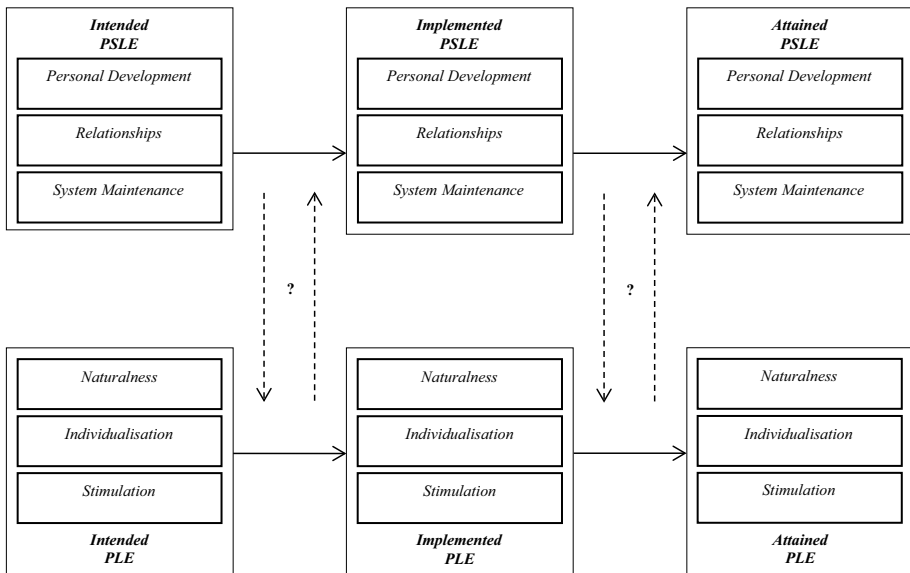 Intended
PSLE
Personal Development
Relationships
System Maintenance
Implemented
PSLE
Personal Development
Relationships
System Maintenance
Attained
PSLE
Personal Development
Relationships
System Maintenance
?
?
Naturalness
Individualisation
Stimulation
Intended
PLE
Naturalness
Individualisation
Stimulation
Implemented
PLE
Naturalness
Individualisation
Stimulation
Attained
PLE